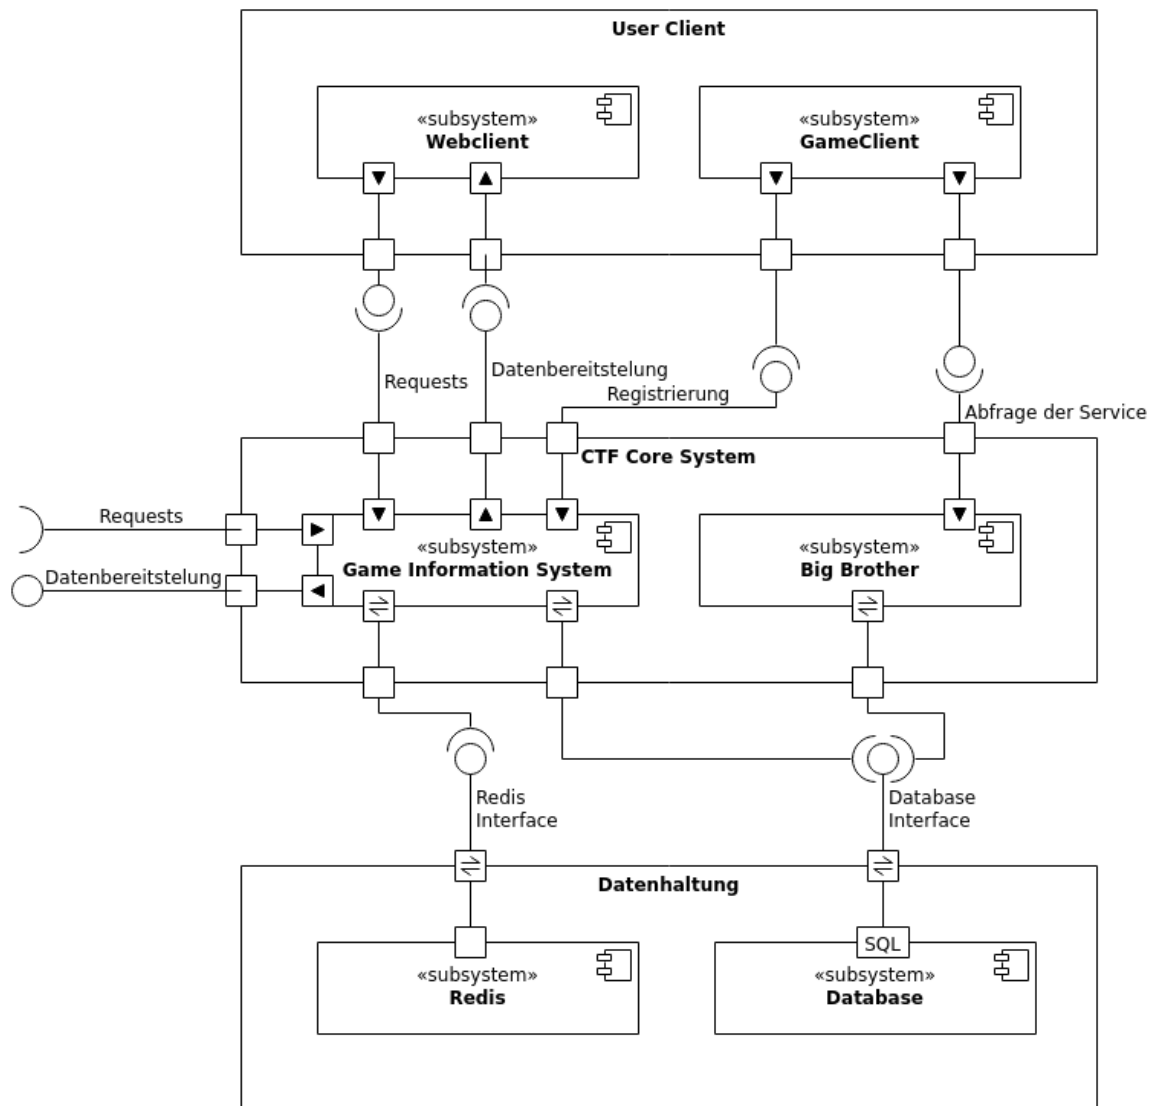 User Client
«subsystem»
Webclient
«subsystem»
GameClient
Requests
Datenbereitstelung
Registrierung
Abfrage der Service
CTF Core System
Requests
Datenbereitstelung
«subsystem»
Game Information System
«subsystem»
Big Brother
Redis
Interface
Database
Interface
Datenhaltung
SQL
«subsystem»
Redis
«subsystem»
Database